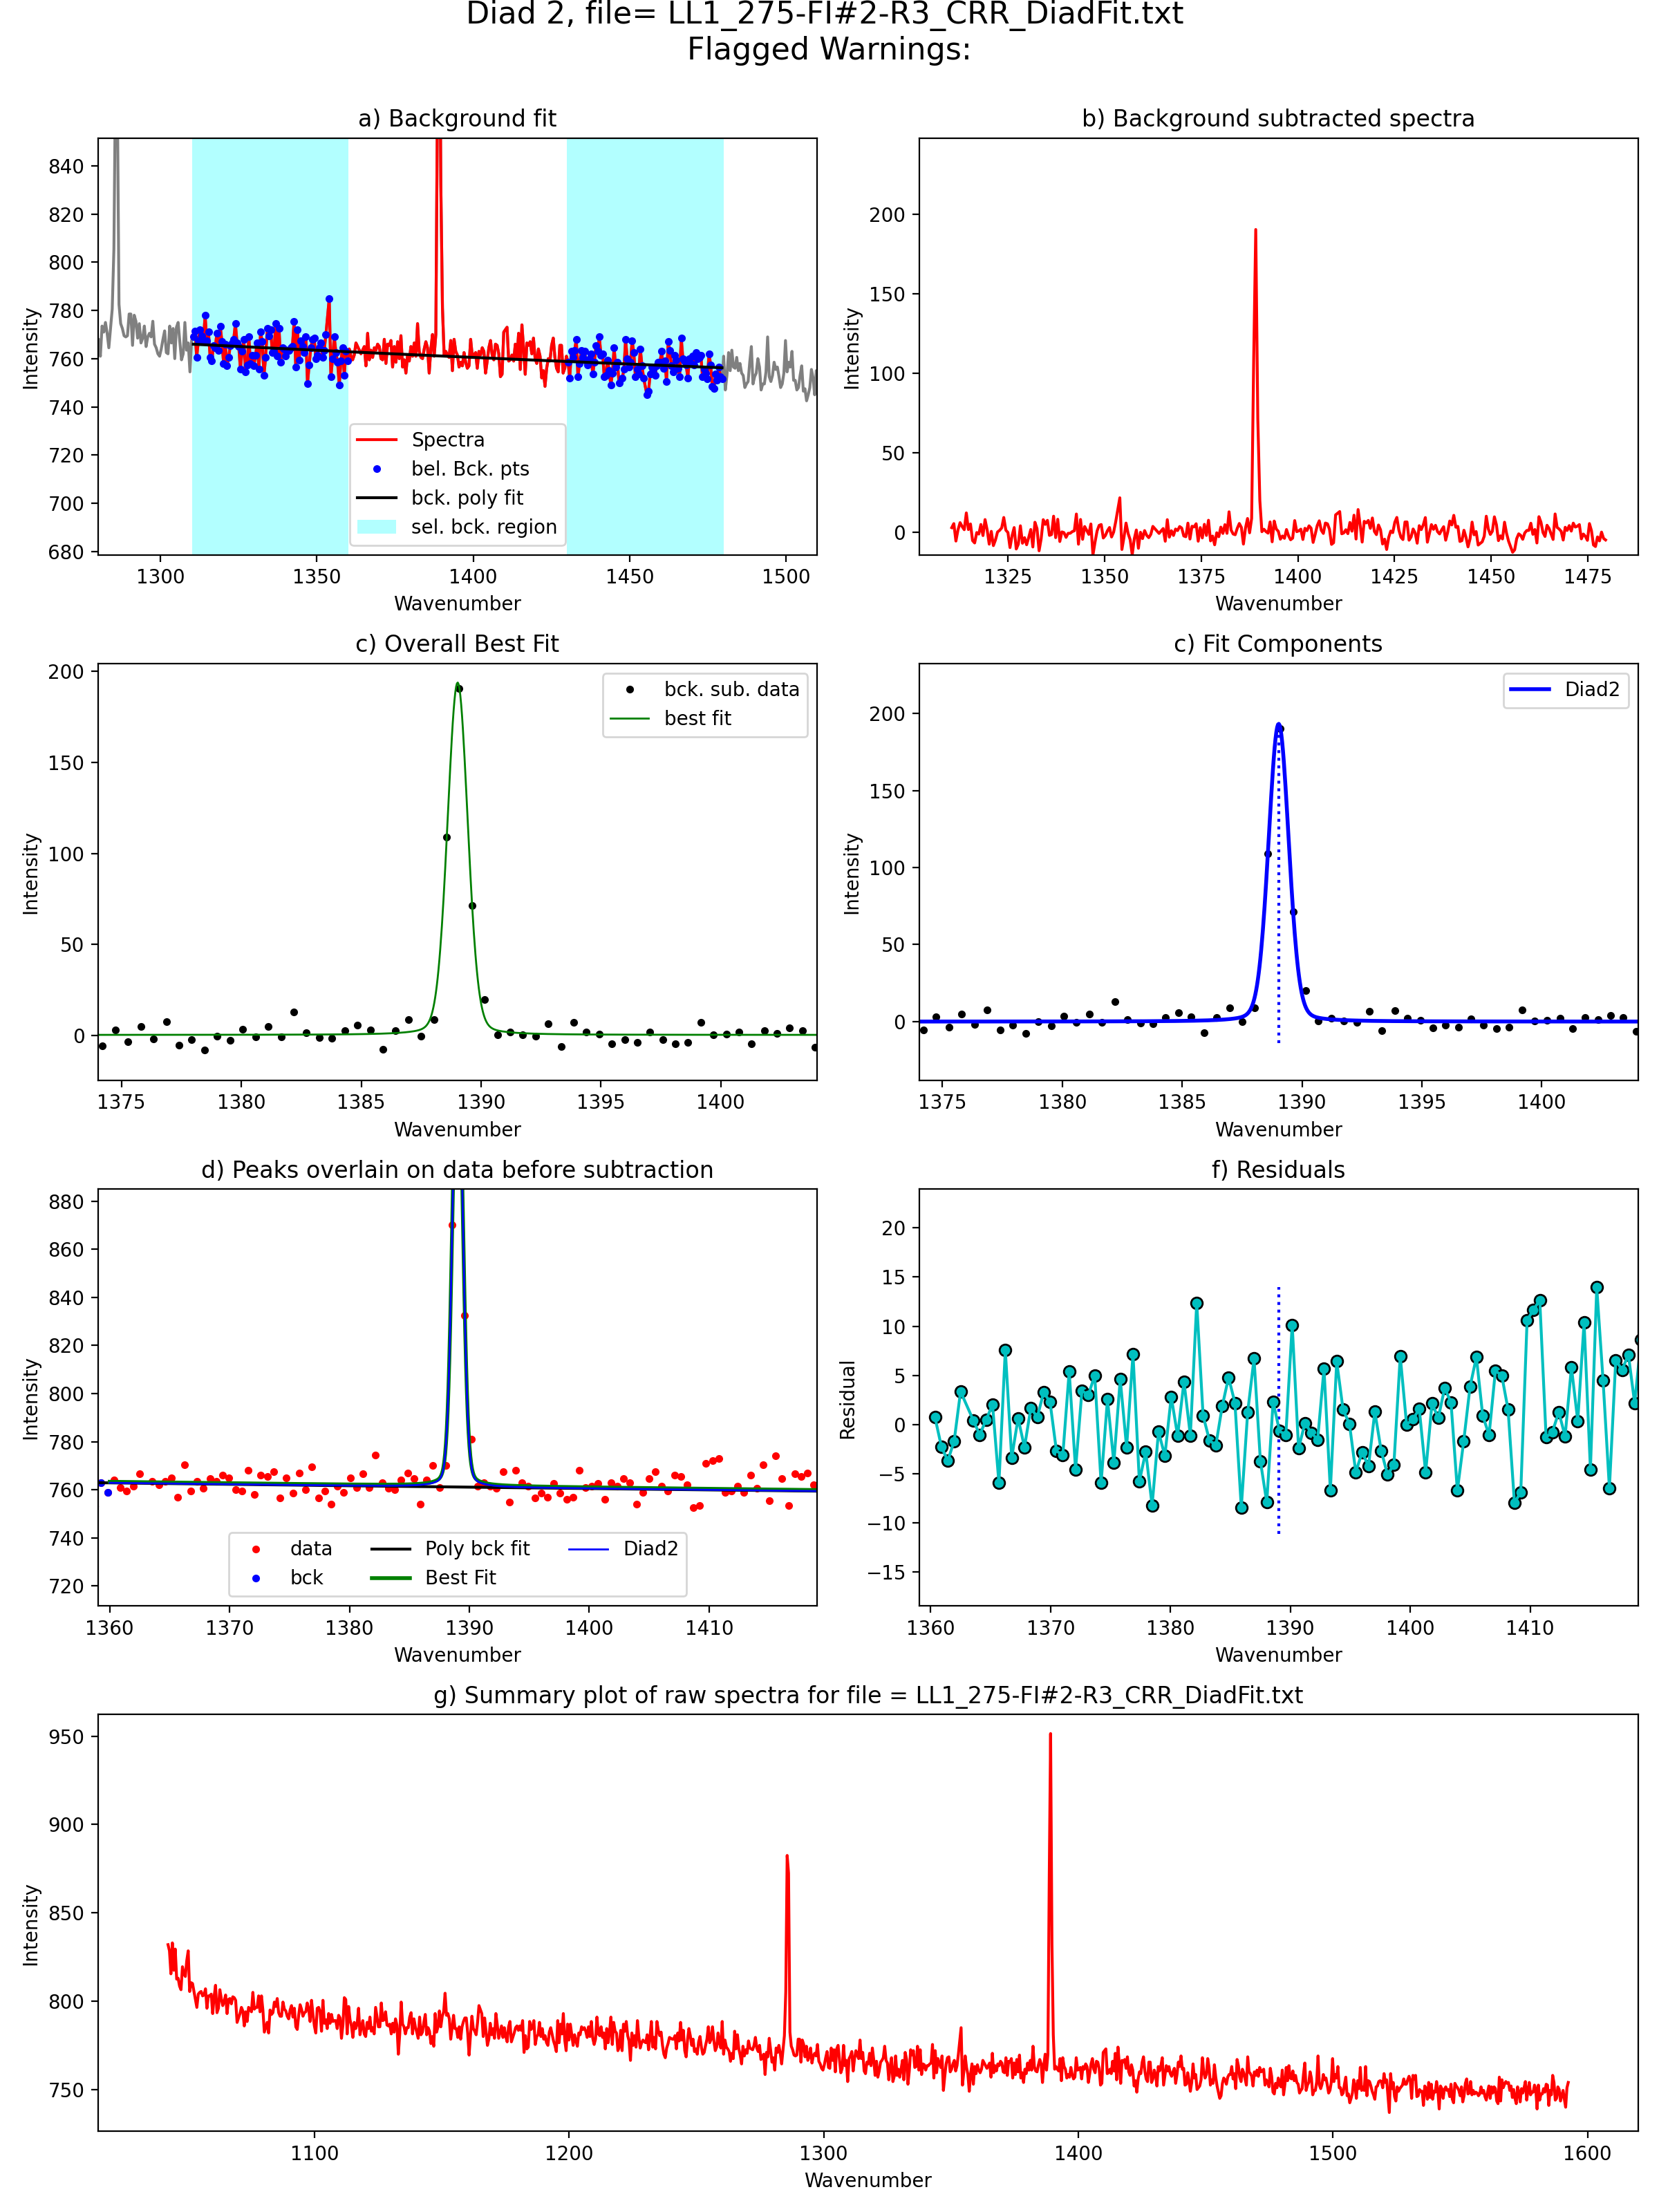 Diad 2, file= LL1_275-FI#2-R3_CRR_DiadFit.txt
Flagged Warnings:
a) Background fit
840
820
800
780
760
740
720
700
680
Intensity
Spectra
bel. Bck. pts
bck. poly fit
sel. bck. region
1300 1350 1400 1450 1500
Wavenumber
b) Background subtracted spectra
200
150
100
50
0
Intensity
1325 1350 1375 1400 1425 1450 1475
Wavenumber
c) Overall Best Fit
200
150
100
50
0
Intensity
bck. sub. data
best fit
1375 1380 1385 1390 1395 1400
Wavenumber
c) Fit Components
200
150
100
50
0
Intensity
Diad2
1375 1380 1385 1390 1395 1400
Wavenumber
d) Peaks overlain on data before subtraction
880
860
840
820
800
780
760
740
720
Intensity
data
bck
Poly bck fit
Best Fit
Diad2
1360 1370 1380 1390 1400 1410
Wavenumber
f) Residuals
20
15
10
5
0
−5
−10
−15
Residual
1360 1370 1380 1390 1400 1410
Wavenumber
g) Summary plot of raw spectra for file = LL1_275-FI#2-R3_CRR_DiadFit.txt
950
900
850
800
750
Intensity
1100 1200 1300 1400 1500 1600
Wavenumber